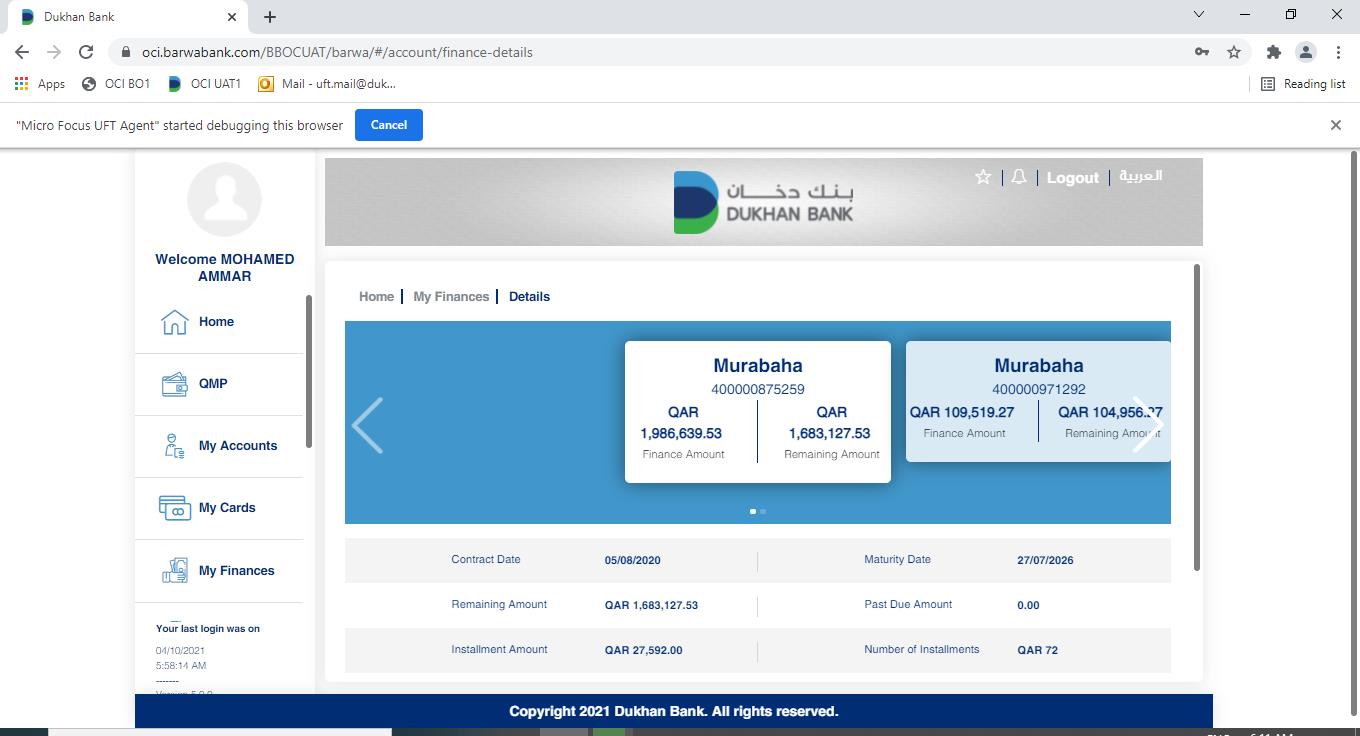 Dukhan Bank
oci.barwabank.com/BBOCUAT/barwa/#/account/finance-details
Apps OCI BO1 OCI UAT1 Mail - uft.mail@duk... Reading list
"Micro Focus UFT Agent" started debugging this browser Cancel
Welcome MOHAMED
AMMAR
Home
QMP
My Accounts
My Cards
My Finances
Your last login was on
04/10/2021
5:58:14 AM
-------
Version 5.0.0
بنك دخان
DUKHAN BANK
Logout العربية
Home My Finances Details
Murabaha
400000875259
QAR
1,986,639.53
Finance Amount
QAR
1,683,127.53
Remaining Amount
Murabaha
400000971292
QAR 109,519.27
Finance Amount
QAR 104,956.27
Remaining Amount
Contract Date 05/08/2020 Maturity Date 27/07/2026
Remaining Amount QAR 1,683,127.53 Past Due Amount 0.00
Installment Amount QAR 27,592.00 Number of Installments QAR 72
Copyright 2021 Dukhan Bank. All rights reserved.